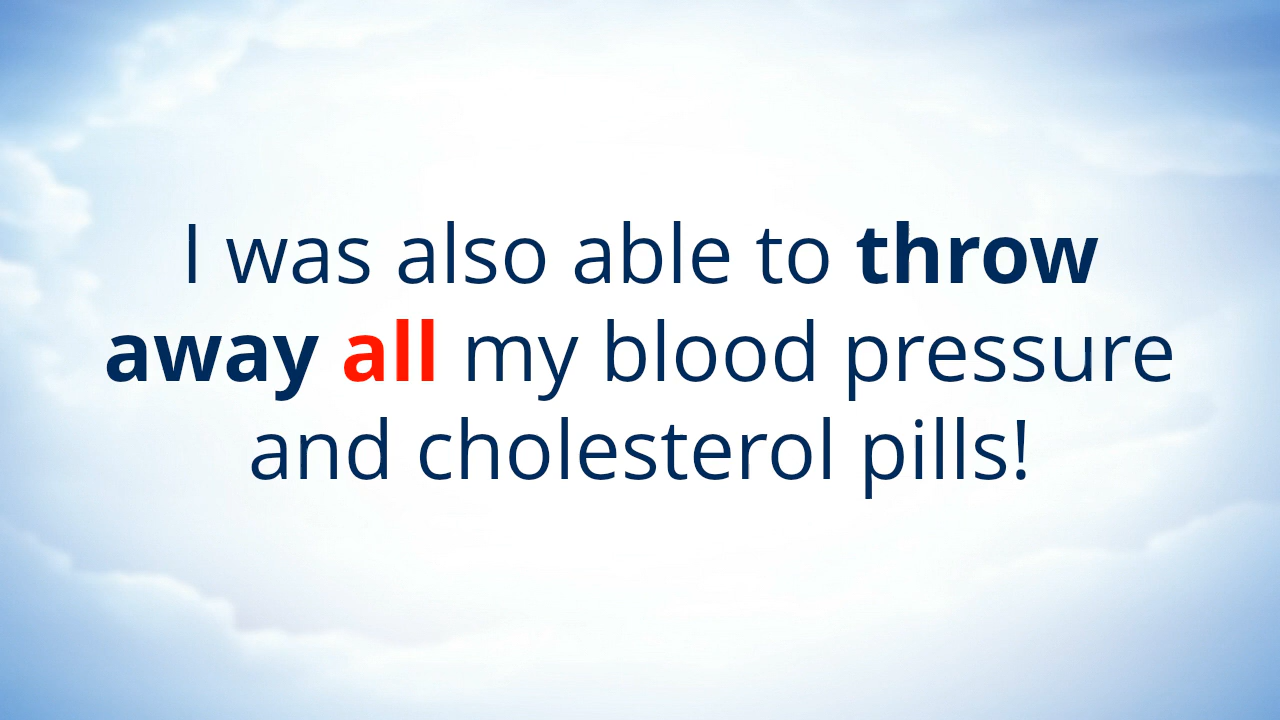 I was also able to throw
away all my blood pressure
and cholesterol pills!